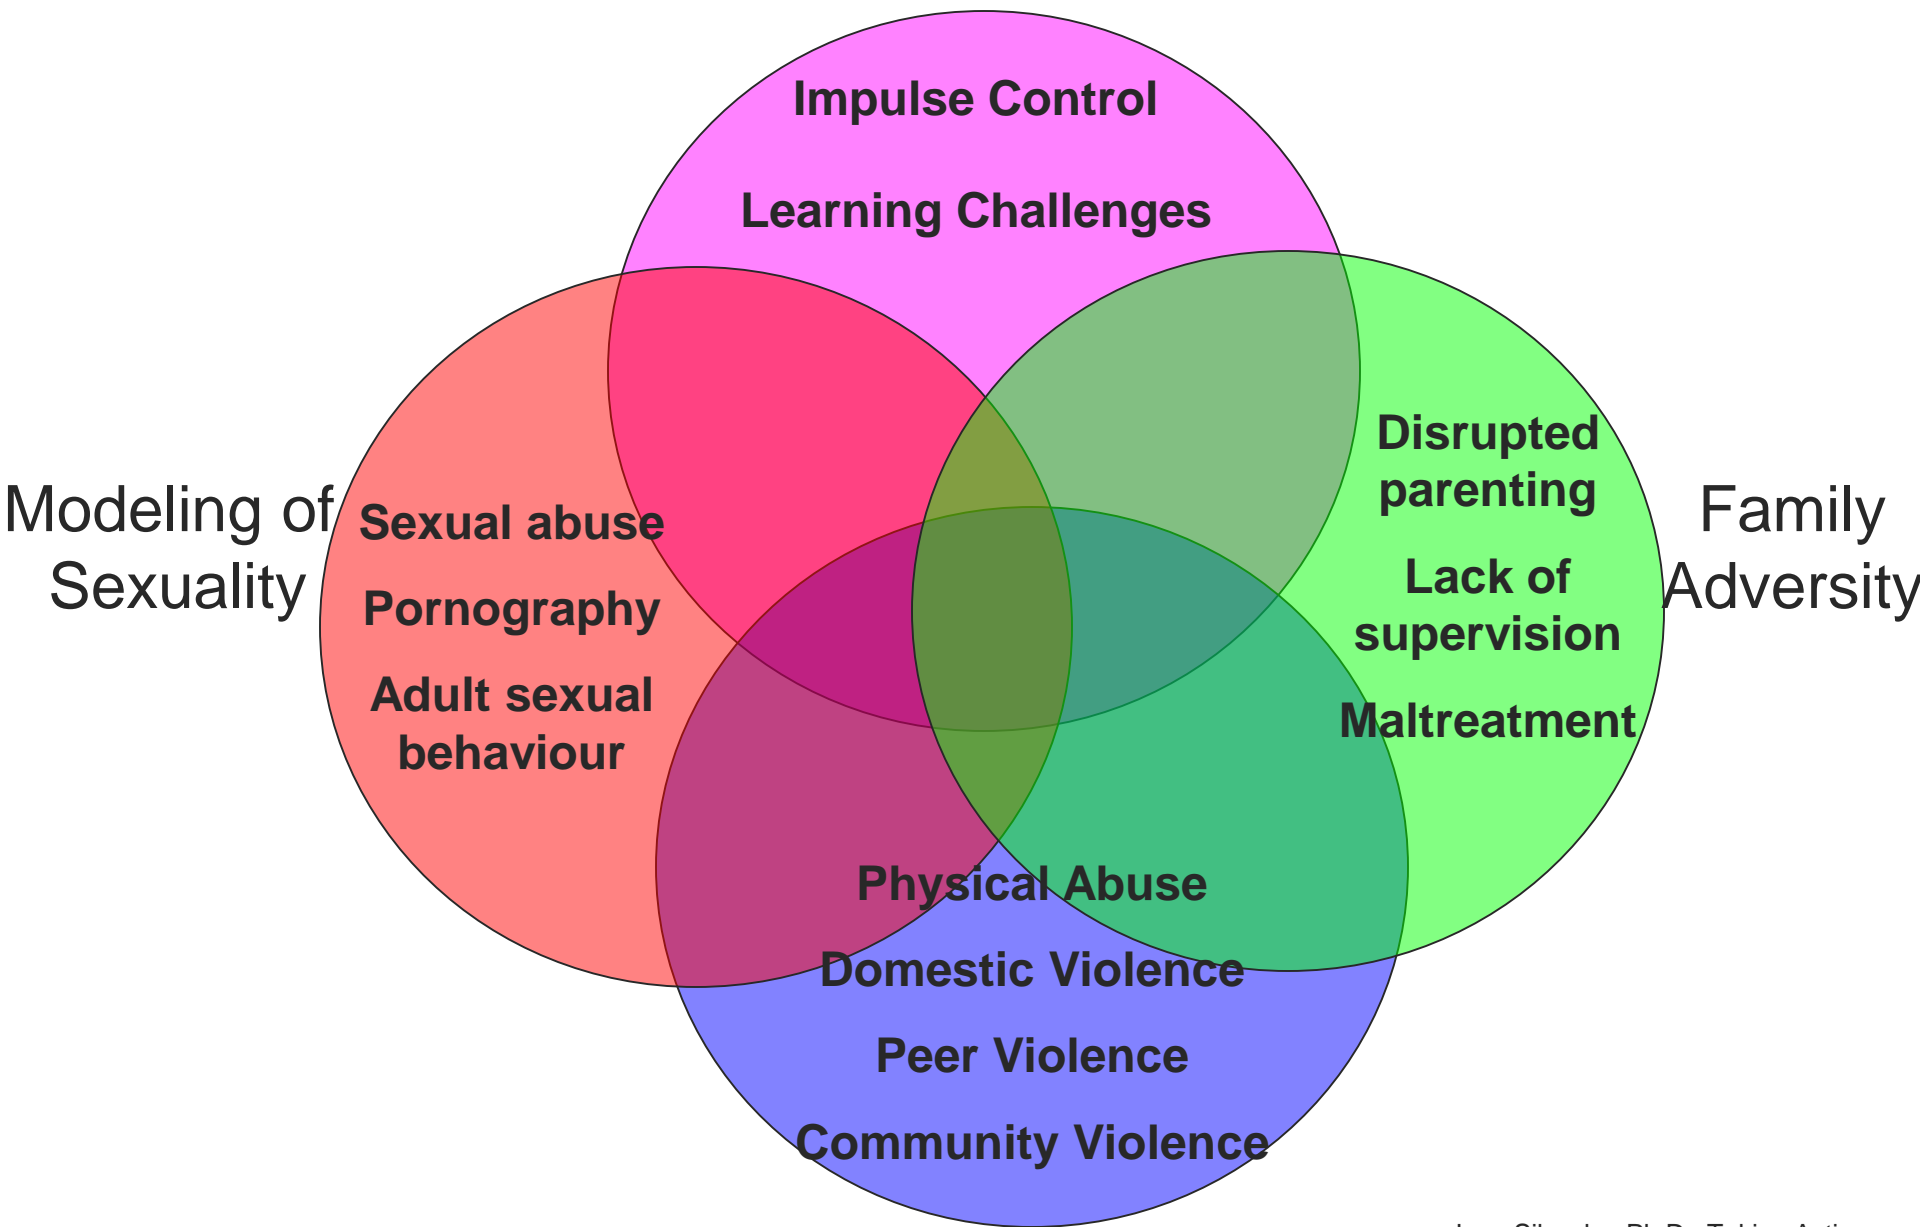 Impulse Control
Learning Challenges
Modeling of
Sexuality
Sexual abuse
Pornography
Adult sexual
behaviour
Disrupted
parenting
Lack of
supervision
Maltreatment
Family
Adversity
Physical Abuse
Domestic Violence
Peer Violence
Community Violence